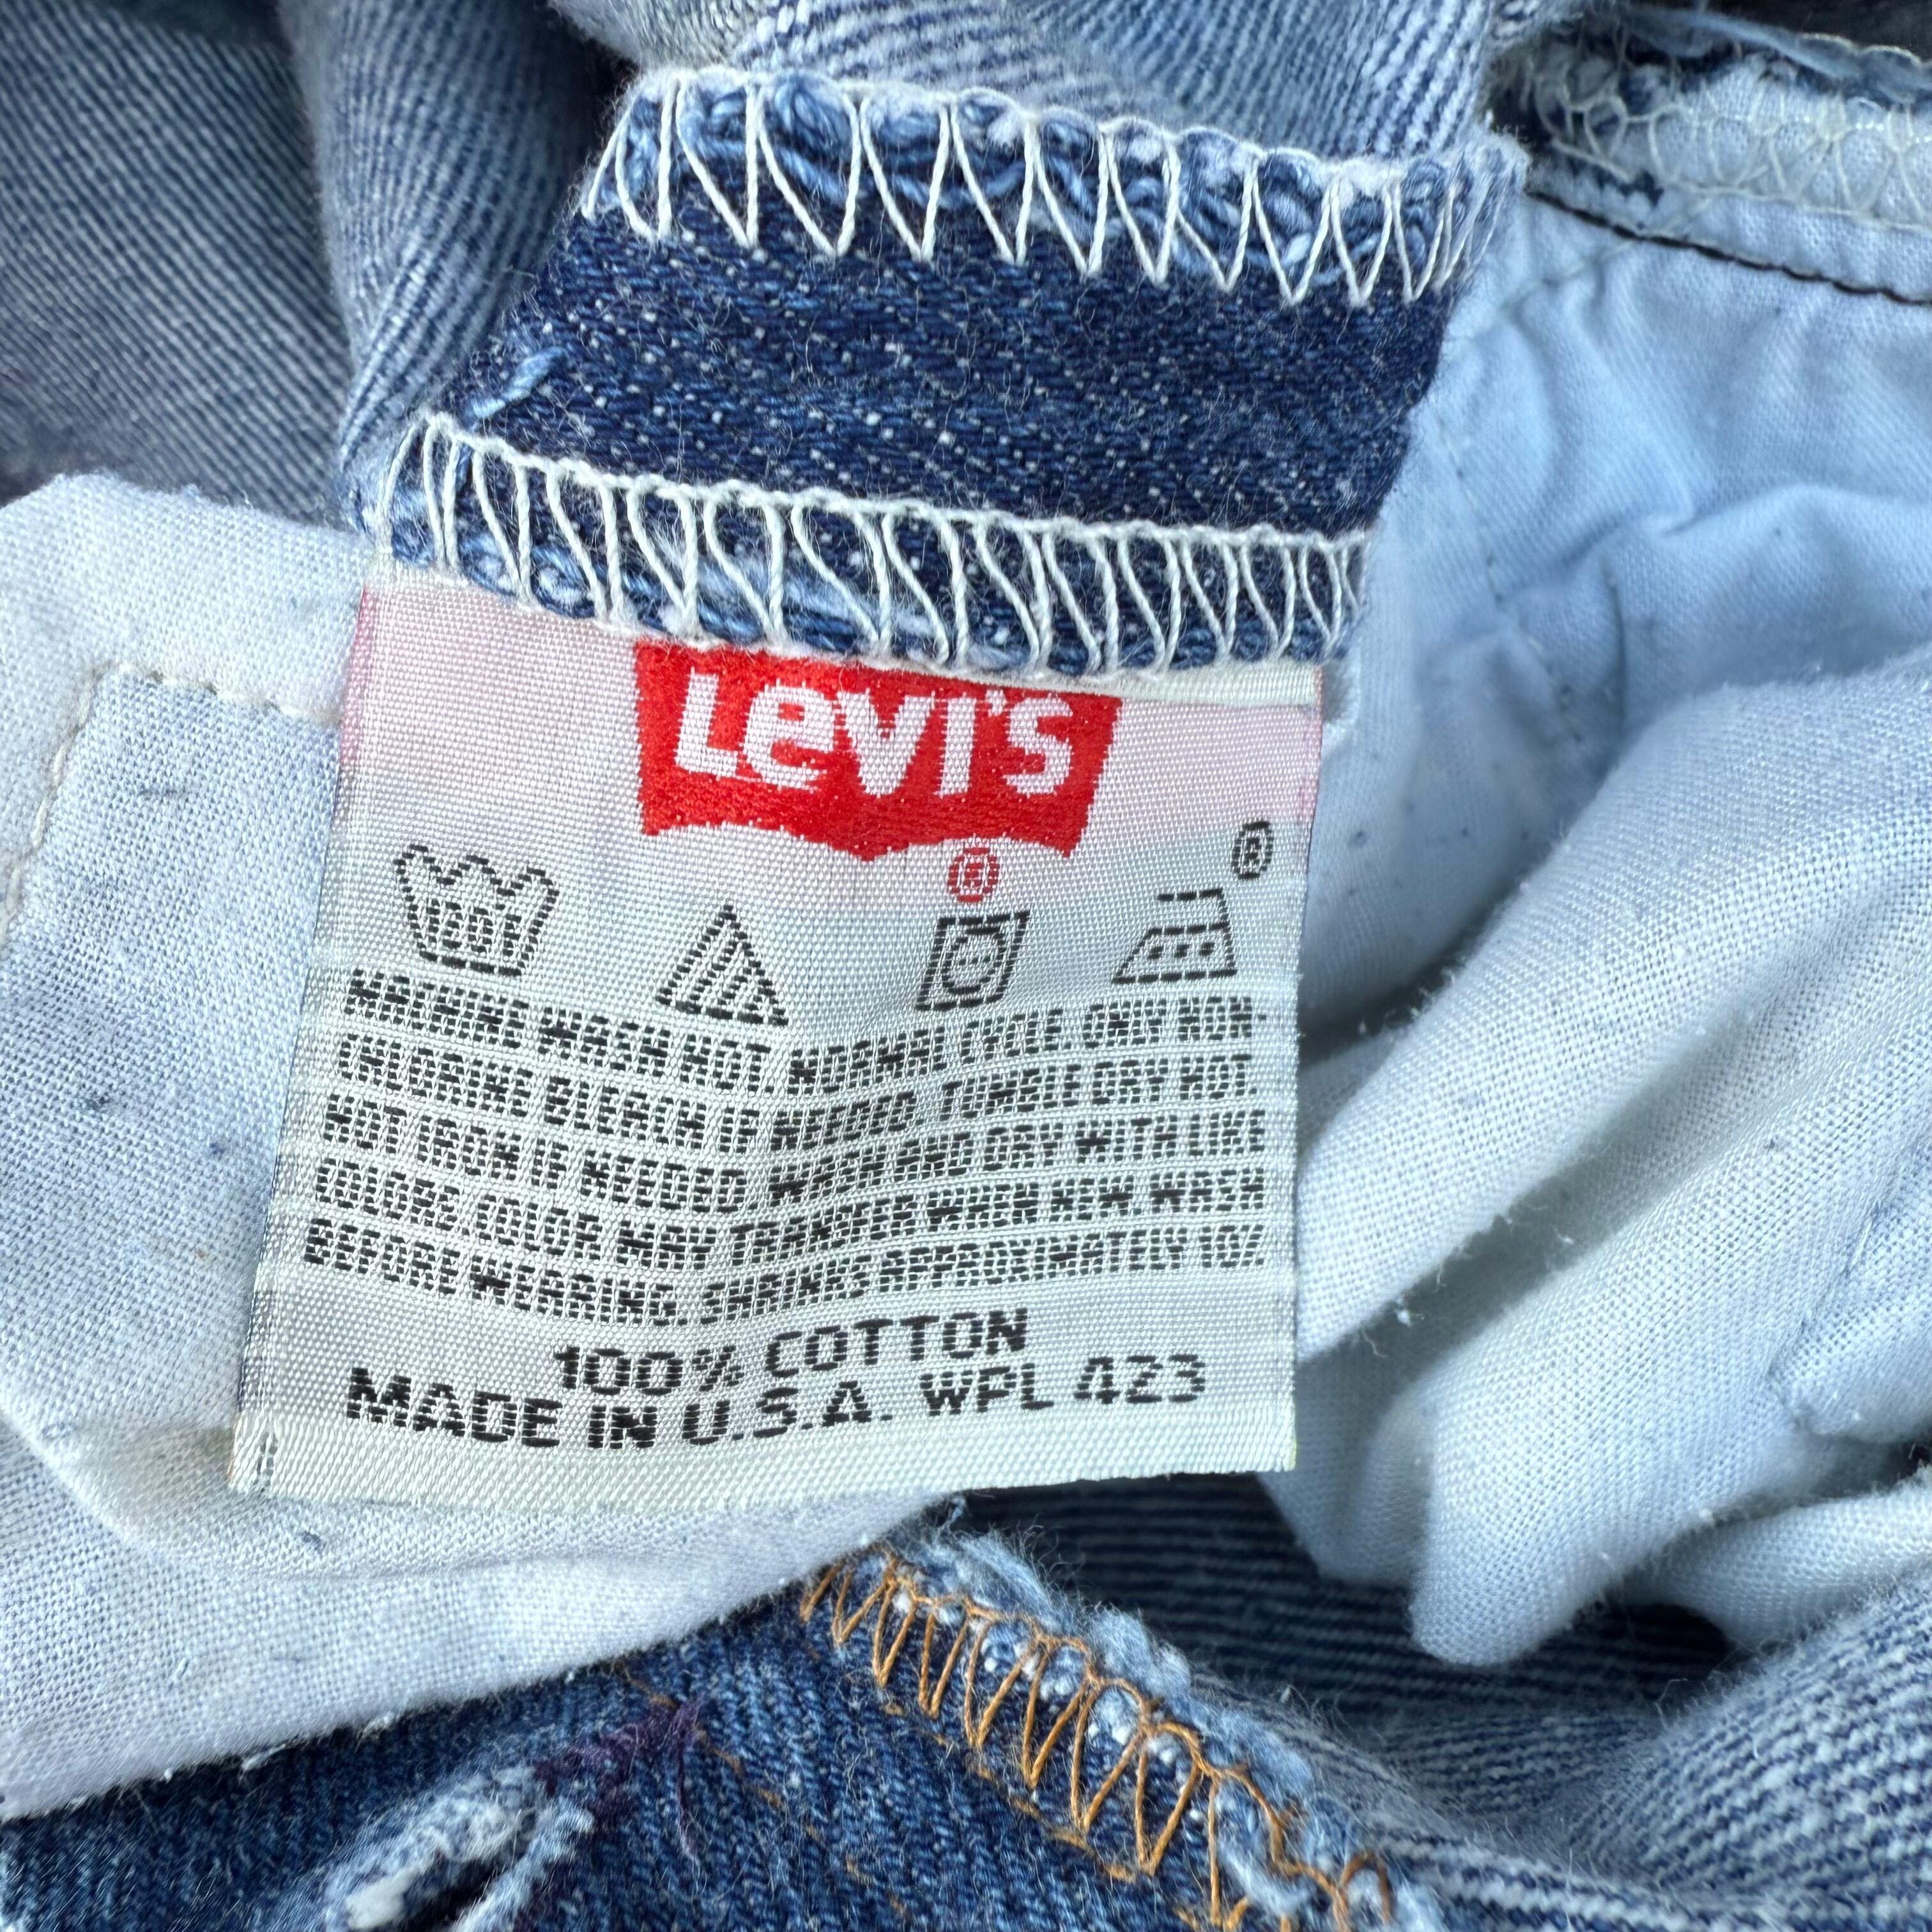 Levi's
®
®
120F
MACHINE WASH HOT. NORMAL CYCLE. ONLY NON-
CHLORINE BLEACH IF NEEDED. TUMBLE DRY HOT.
HOT IRON IF NEEDED. WASH AND DRY WITH LIKE
COLORS.COLOR MAY TRANSFER WHEN NEW. WASH
BEFORE WEARING. SHRINKS APPROXIMATELY 10%
100% COTTON
MADE IN U.S.A. WPL 423